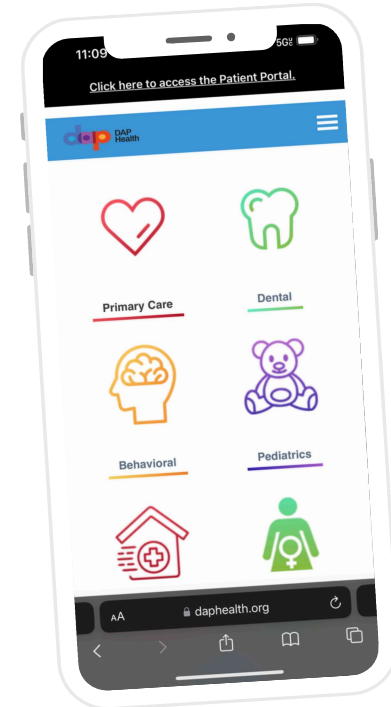 11:09
5G
Click here to access the Patient Portal.
dap DAP
Health
Primary Care
Dental
Behavioral
Pediatrics
AA
daphealth.org